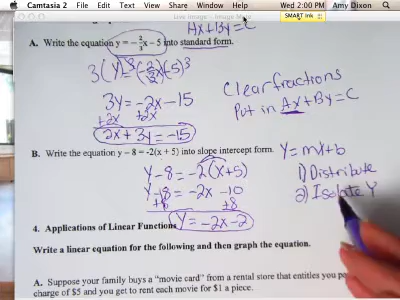 Camtasia 2 File Edit View Window Help Wed 2:00 PM Amy Dixon
Live Image - Image Mate SMART Ink
Ax+By=C
A. Write the equation y = -2/3x - 5 into standard form.
3(y)=(-2/3x)(-5)3
Clear fractions
Put in Ax+By=C
3y = -2x -15
+2x +2x
2x + 3y = -15
B. Write the equation y - 8 = -2(x + 5) into slope intercept form.
y=mx+b
y-8 = -2(x+5)
1) Distribute
y-8 = -2x -10
2) Isolate y
+8 +8
y = -2x-2
4. Applications of Linear Functions
Write a linear equation for the following and then graph the equation.
A. Suppose your family buys a "movie card" from a rental store that entitles you
charge of $5 and you get to rent each movie for $1 a piece.